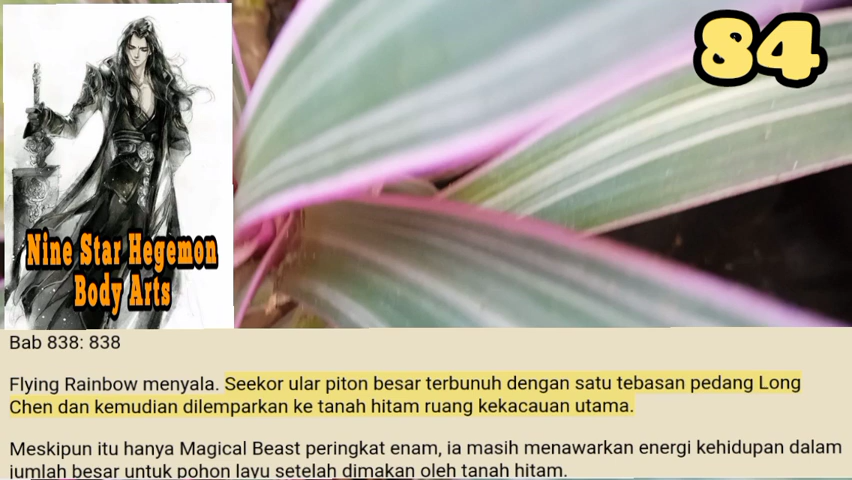 84
Nine Star Hegemon
Body Arts
Bab 838: 838
Flying Rainbow menyala. Seekor ular piton besar terbunuh dengan satu tebasan pedang Long
Chen dan kemudian dilemparkan ke tanah hitam ruang kekacauan utama.
Meskipun itu hanya Magical Beast peringkat enam, ia masih menawarkan energi kehidupan dalam
jumlah besar untuk pohon layu setelah dimakan oleh tanah hitam.